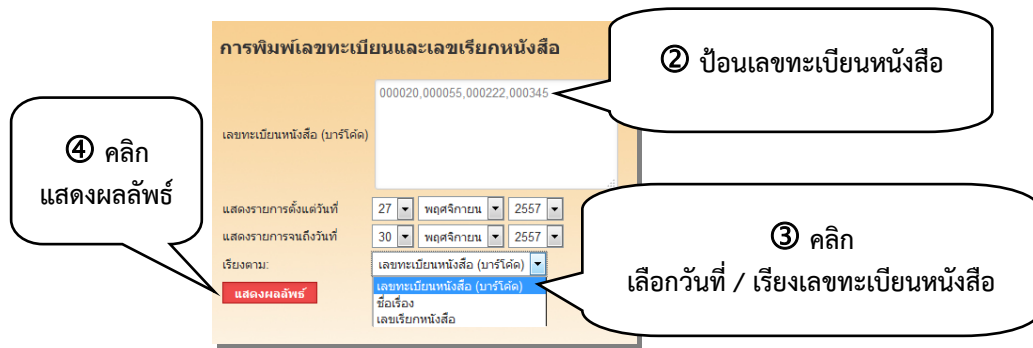 การพิมพ์เลขทะเบียนและเลขเรียกหนังสือ
② ป้อนเลขทะเบียนหนังสือ
000020,000055,000222,000345
เลขทะเบียนหนังสือ (บาร์โค้ด)
④ คลิก
แสดงผลลัพธ์
แสดงรายการตั้งแต่วันที่ 27 พฤศจิกายน 2557
แสดงรายการจนถึงวันที่ 30 พฤศจิกายน 2557
③ คลิก
เลือกวันที่ / เรียงเลขทะเบียนหนังสือ
เรียงตาม: เลขทะเบียนหนังสือ (บาร์โค้ด)
เลขทะเบียนหนังสือ (บาร์โค้ด)
ชื่อเรื่อง
เลขเรียกหนังสือ
แสดงผลลัพธ์